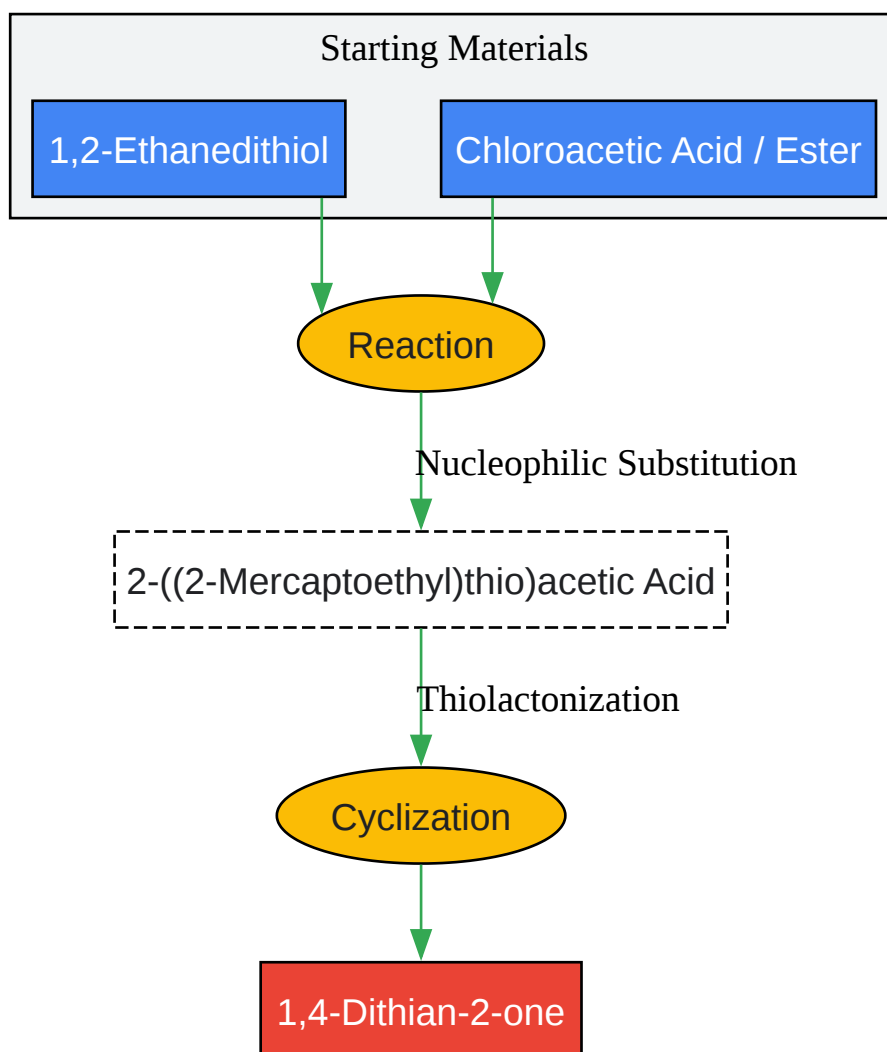 Starting Materials
1,2-Ethanedithiol
Chloroacetic Acid / Ester
Reaction
Nucleophilic Substitution
2-((2-Mercaptoethyl)thio)acetic Acid
Thiolactonization
Cyclization
1,4-Dithian-2-one